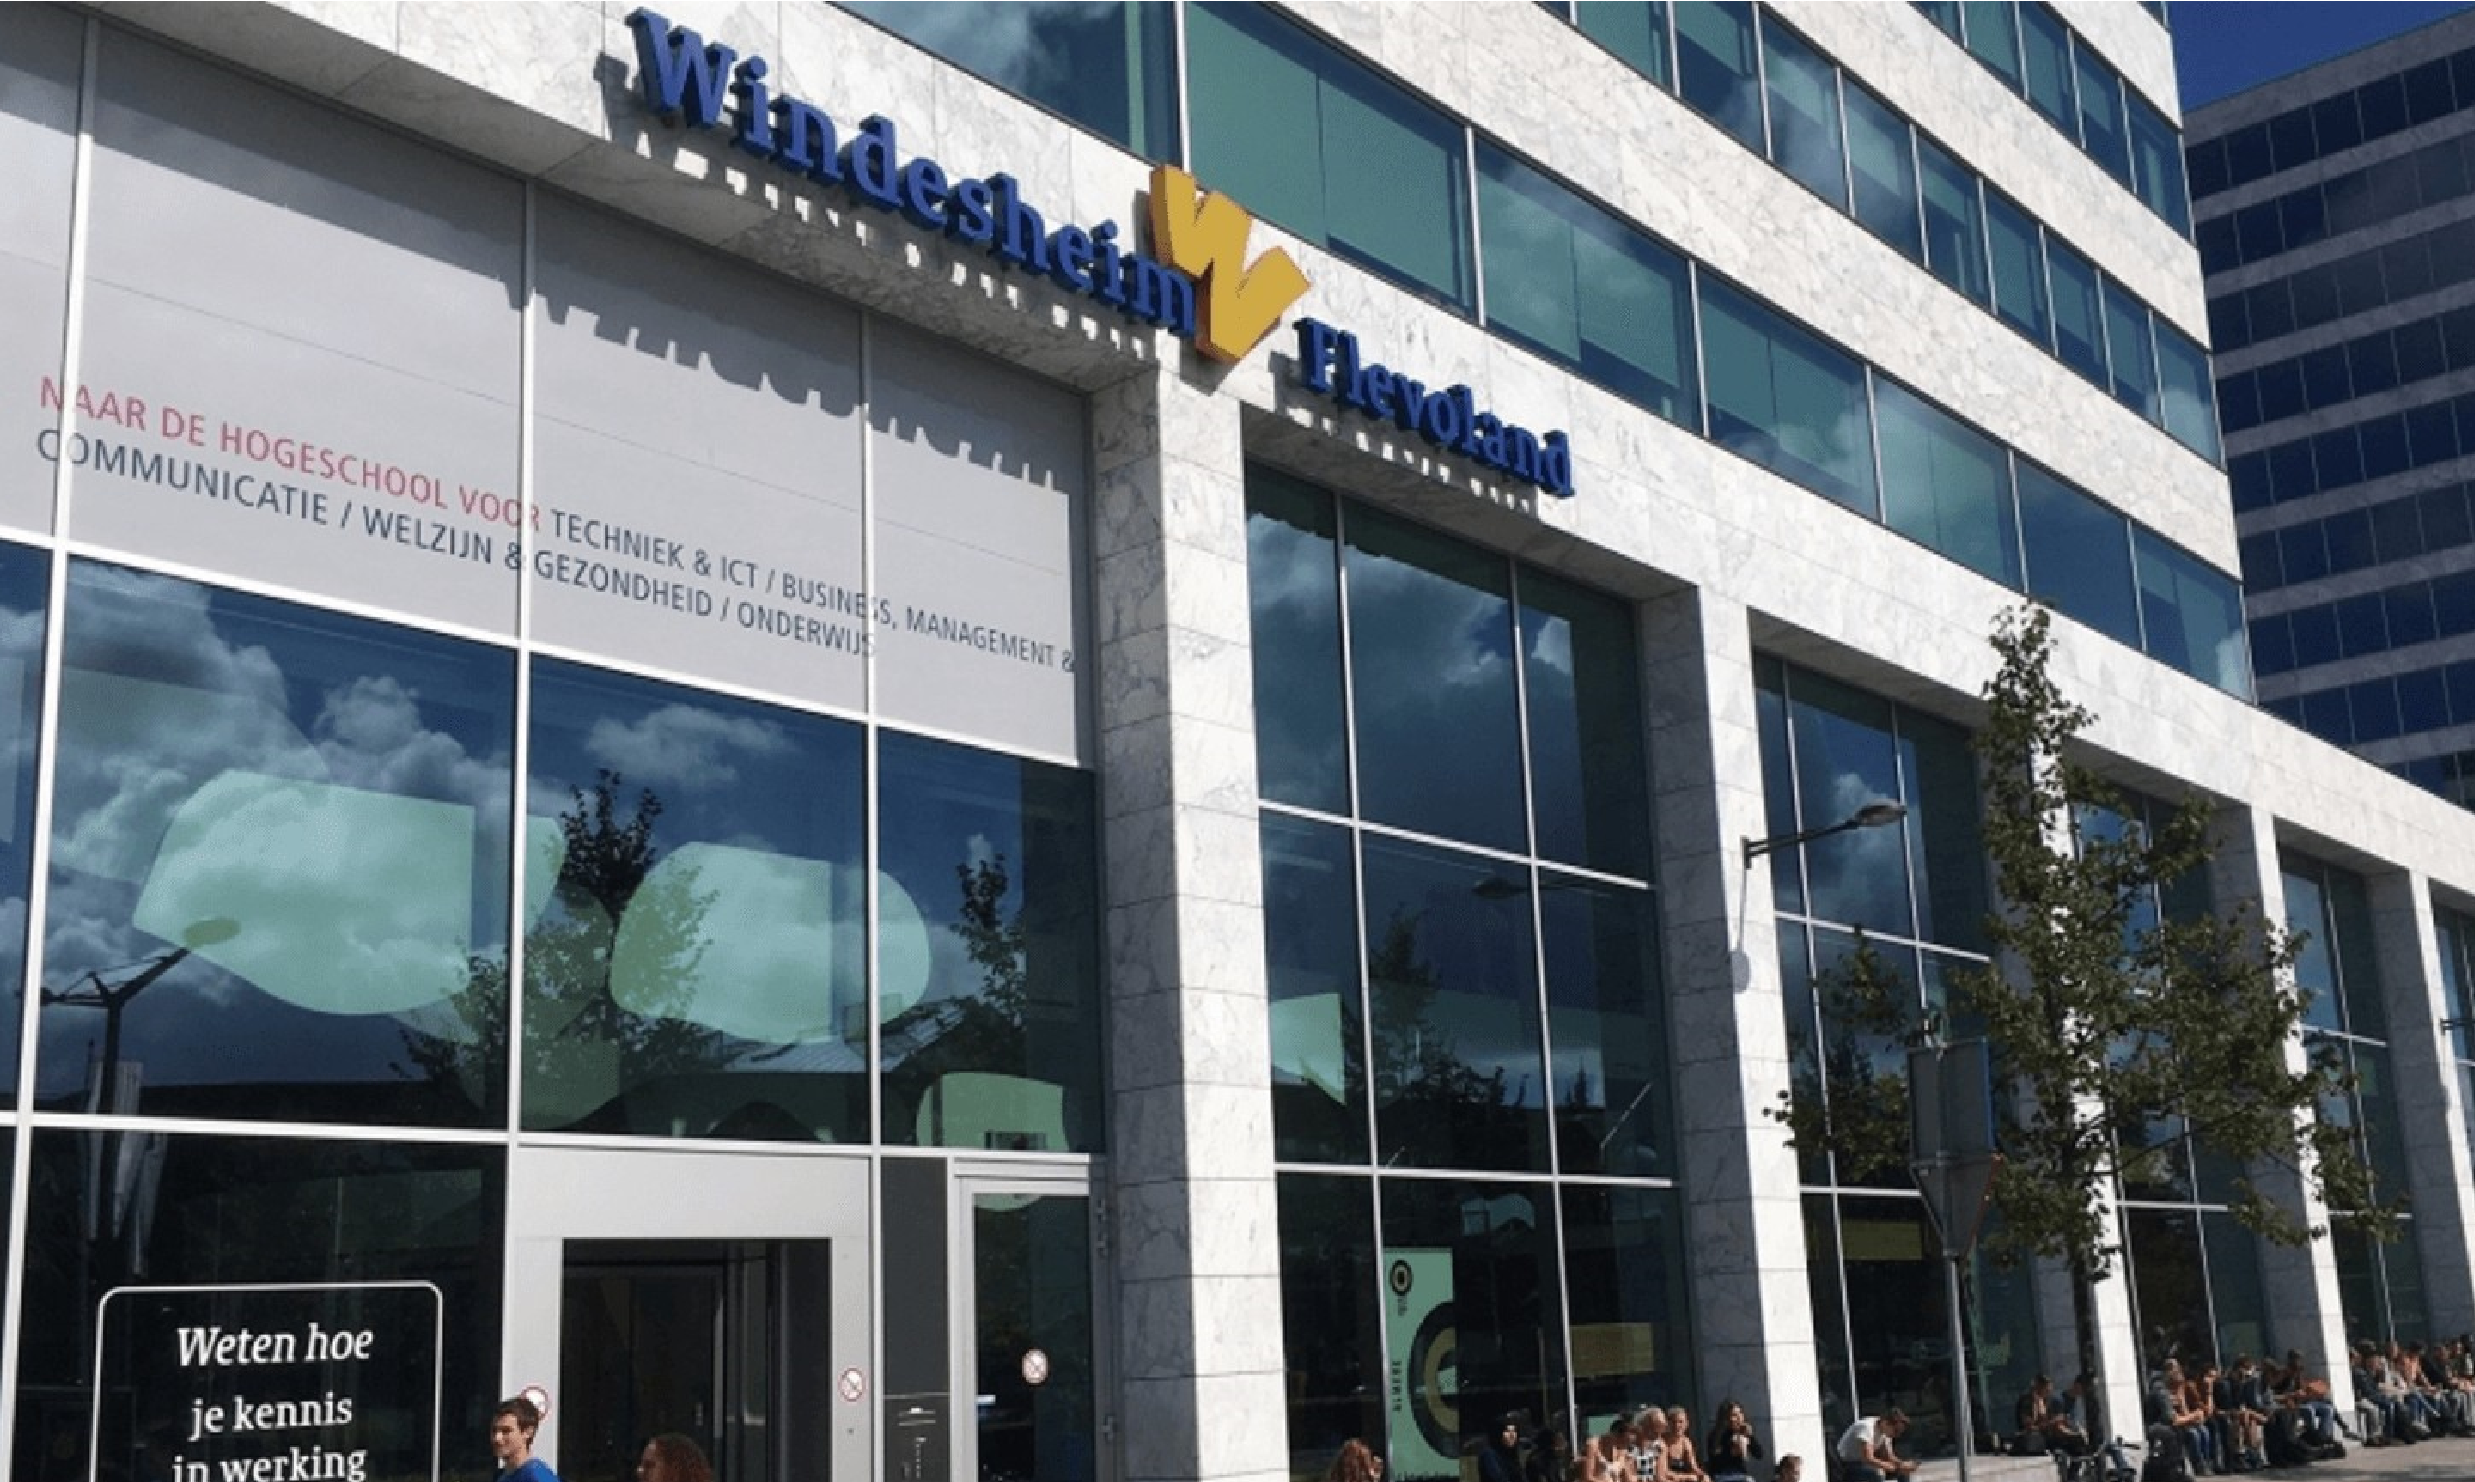 Windesheim
Flevoland
NAAR DE HOGESCHOOL VOOR TECHNIEK & ICT / BUSINESS, MANAGEMENT &
COMMUNICATIE / WELZIJN & GEZONDHEID / ONDERWIJS
Weten hoe
je kennis
in werking